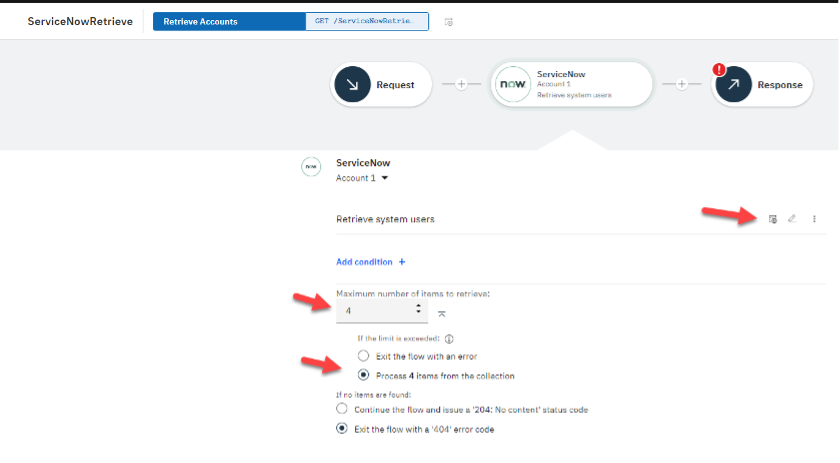 ServiceNowRetrieve
Retrieve Accounts
GET /ServiceNowRetrie…
Request
now.
ServiceNow
Account 1
Retrieve system users
!
Response
now
ServiceNow
Account 1
Retrieve system users
Add condition +
Maximum number of items to retrieve:
4
If the limit is exceeded:
Exit the flow with an error
Process 4 items from the collection
If no items are found:
Continue the flow and issue a '204: No content' status code
Exit the flow with a '404' error code